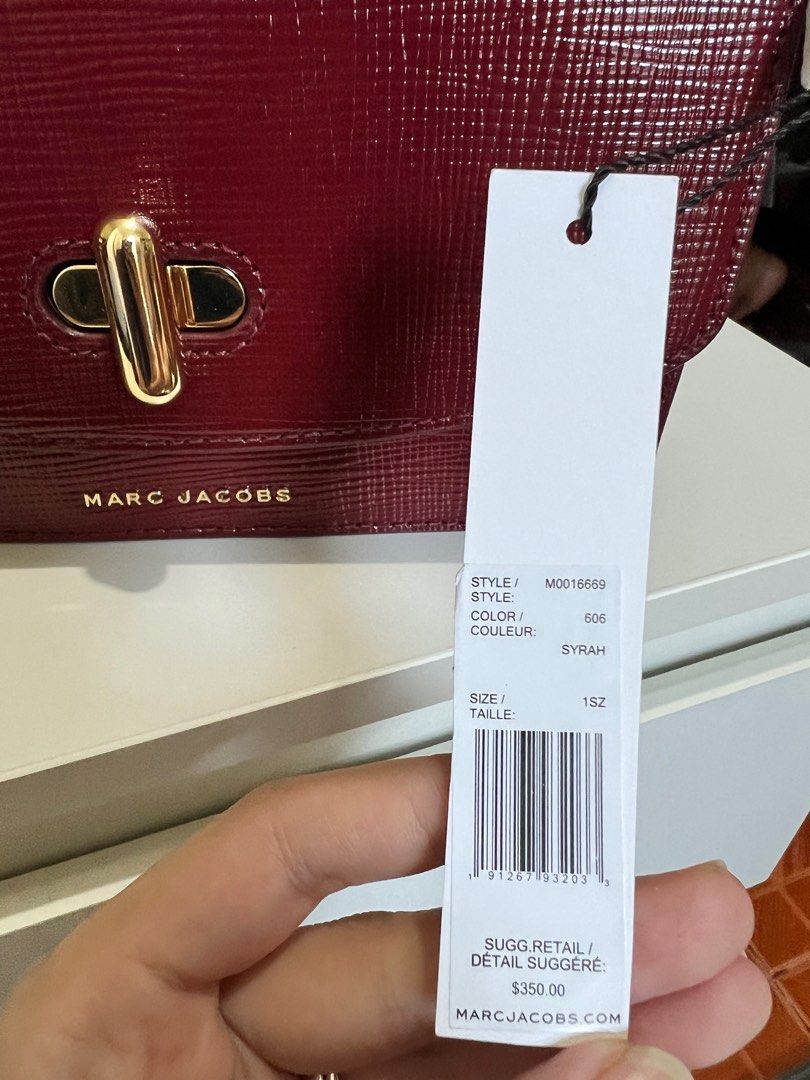 MARC JACOBS
STYLE / M0016669
STYLE:
COLOR / 606
COULEUR:
SYRAH
SIZE / 1SZ
TAILLE:
1 91267 93203 3
SUGG.RETAIL /
DÉTAIL SUGGÉRÉ:
$350.00
MARCJACOBS.COM